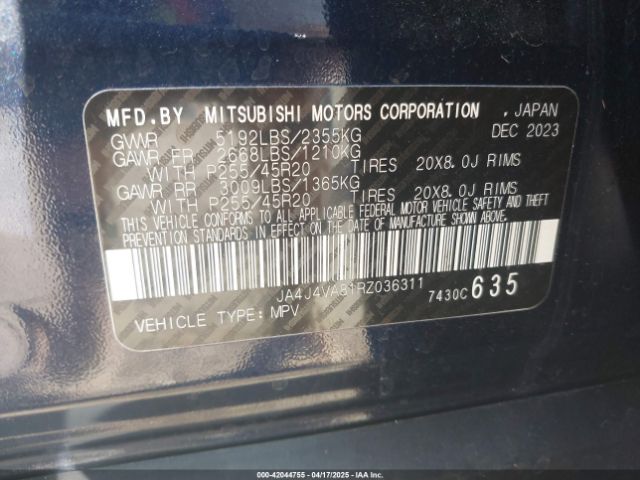 MFD.BY MITSUBISHI MOTORS CORPORATION , JAPAN
GVWR 5192LBS/2355KG DEC 2023
GAWR FR 2668LBS/1210KG
WITH P255/45R20 TIRES 20X8.0J RIMS
GAWR RR 3009LBS/1365KG
WITH P255/45R20 TIRES 20X8.0J RIMS
THIS VEHICLE CONFORMS TO ALL APPLICABLE FEDERAL MOTOR VEHICLE SAFETY AND THEFT
PREVENTION STANDARDS IN EFFECT ON THE DATE OF MANUFACTURE SHOWN ABOVE.
JA4J4VA81RZ036311 7430C 635
VEHICLE TYPE: MPV
000-42044755 - 04/17/2025 - IAA Inc.